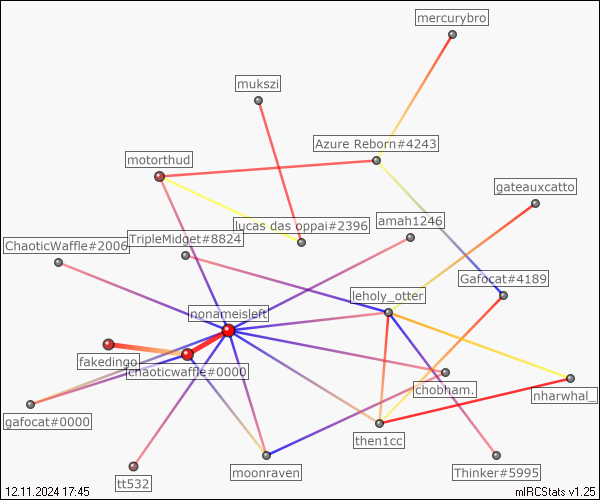 mercurybro
mukszi
Azure Reborn#4243
motorthud
gateauxcatto
amah1246
lucas das oppai#2396
TripleMidget#8824
ChaoticWaffle#2006
Gafocat#4189
leholy_otter
nonameisleft
fakedingo
chaoticwaffle#0000
chobham.
nharwhal_
gafocat#0000
then1cc
moonraven
Thinker#5995
tt532
12.11.2024 17:45
mIRCStats v1.25